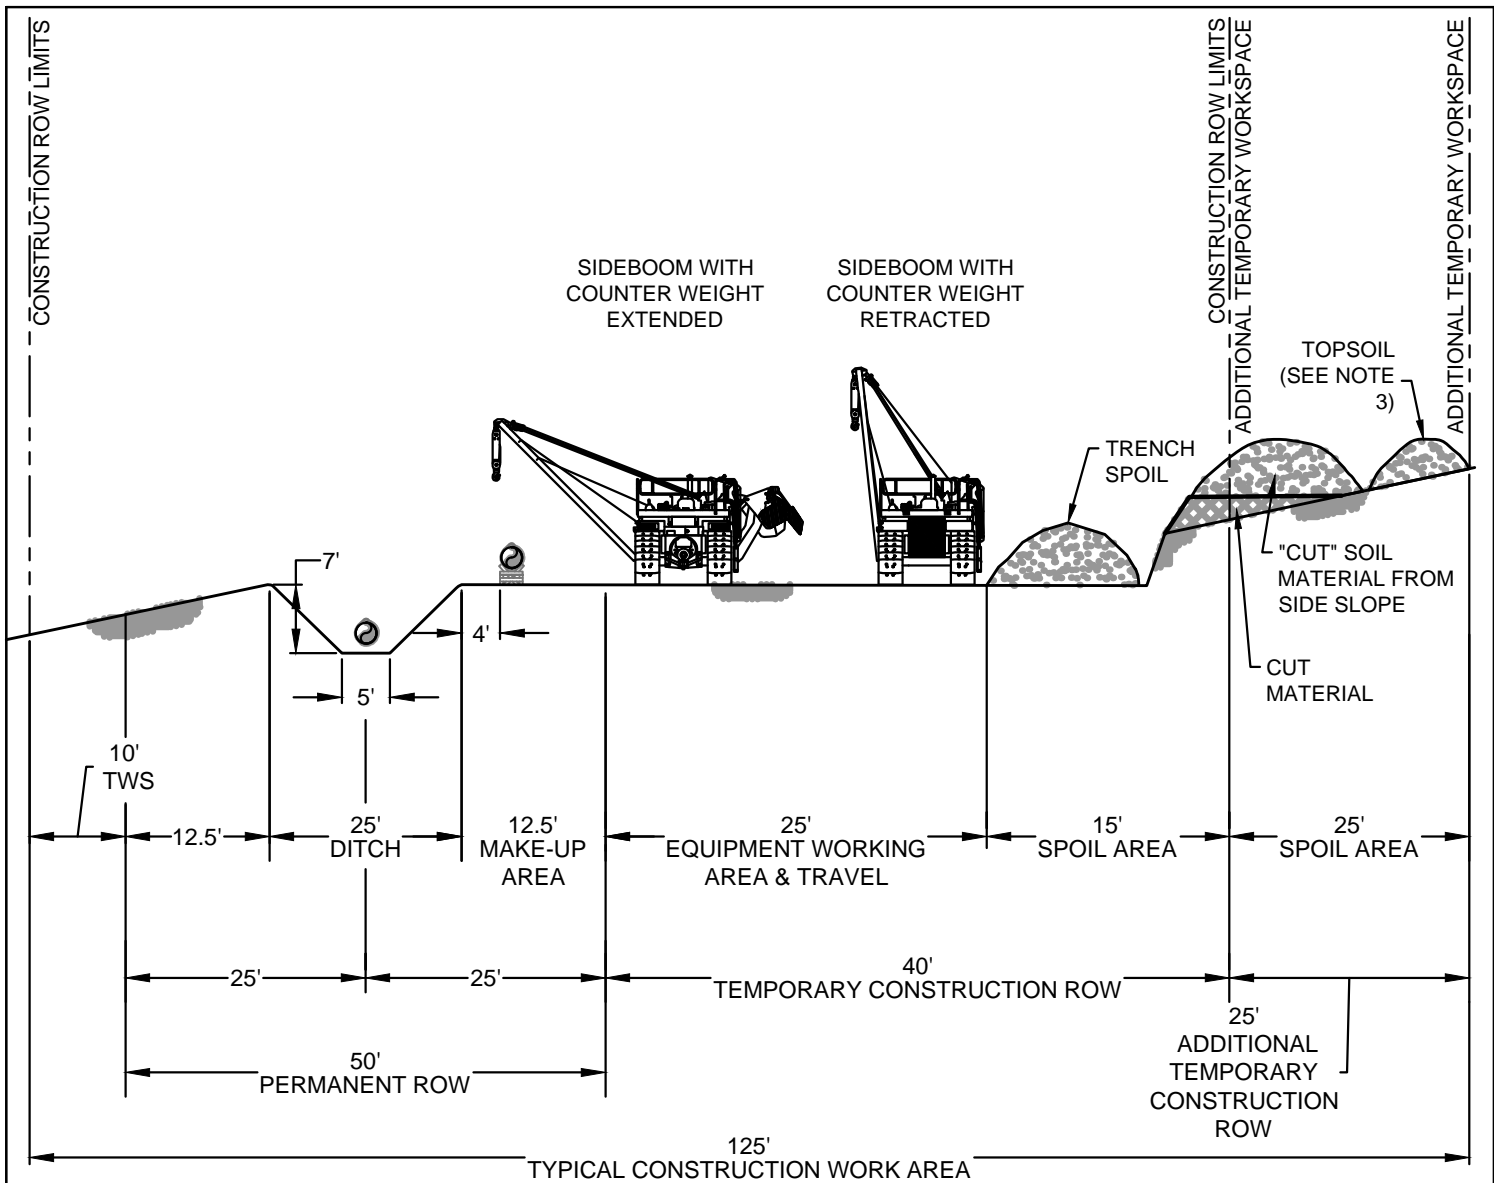 CONSTRUCTION ROW LIMITS
CONSTRUCTION ROW LIMITS
ADDITIONAL TEMPORARY WORKSPACE
ADDITIONAL TEMPORARY WORKSPACE
SIDEBOOM WITH
COUNTER WEIGHT
EXTENDED
SIDEBOOM WITH
COUNTER WEIGHT
RETRACTED
TOPSOIL
(SEE NOTE
3)
TRENCH
SPOIL
"CUT" SOIL
MATERIAL FROM
SIDE SLOPE
CUT
MATERIAL
7'
4'
5'
10'
TWS
12.5'
25'
DITCH
12.5'
MAKE-UP
AREA
25'
EQUIPMENT WORKING
AREA & TRAVEL
15'
SPOIL AREA
25'
SPOIL AREA
25'
25'
40'
TEMPORARY CONSTRUCTION ROW
25'
ADDITIONAL
TEMPORARY
CONSTRUCTION
ROW
50'
PERMANENT ROW
125'
TYPICAL CONSTRUCTION WORK AREA